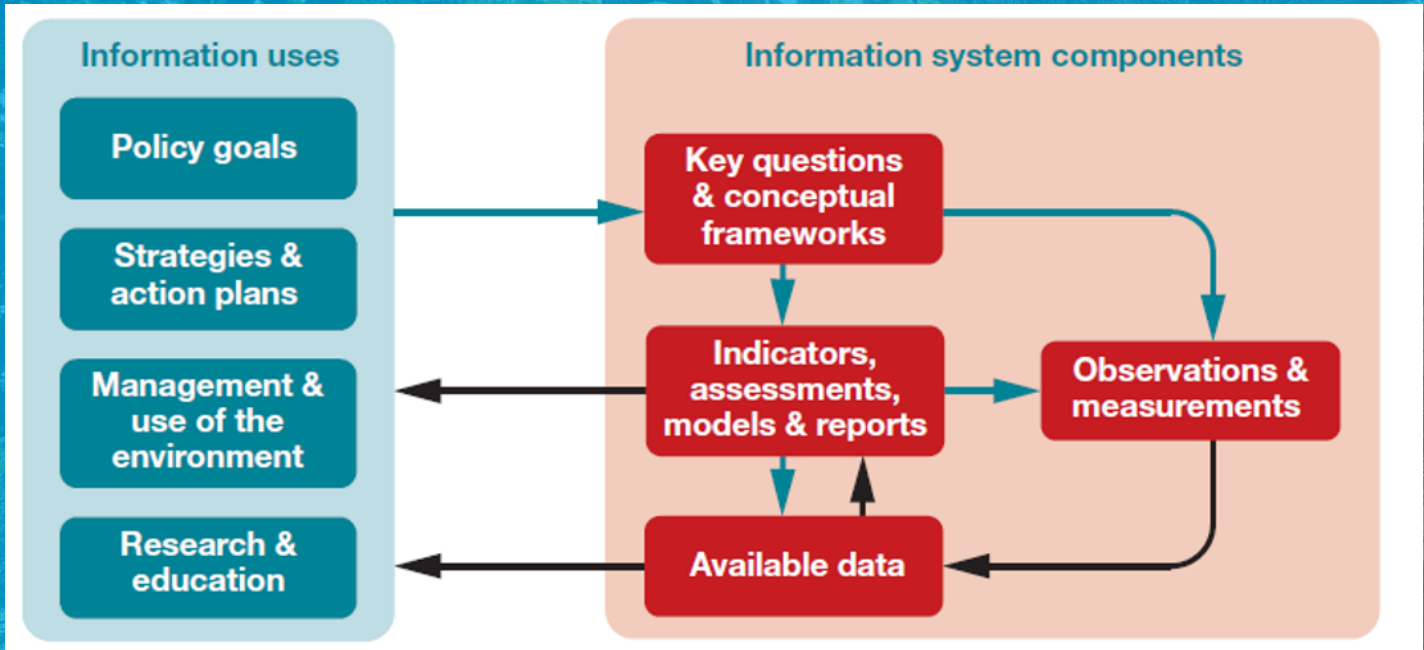 Information uses
Policy goals
Strategies &
action plans
Management &
use of the
environment
Research &
education
Information system components
Key questions
& conceptual
frameworks
Indicators,
assessments,
models & reports
Observations &
measurements
Available data